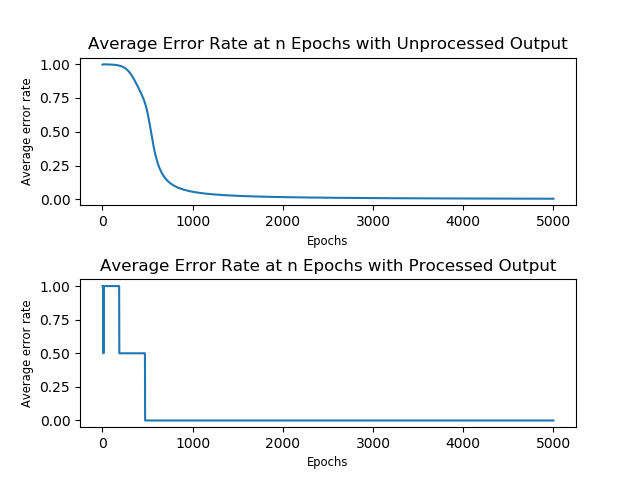 Average Error Rate at n Epochs with Unprocessed Output
1.00
0.75
0.50
0.25
0.00
Average error rate
0 1000 2000 3000 4000 5000
Epochs
Average Error Rate at n Epochs with Processed Output
1.00
0.75
0.50
0.25
0.00
Average error rate
0 1000 2000 3000 4000 5000
Epochs